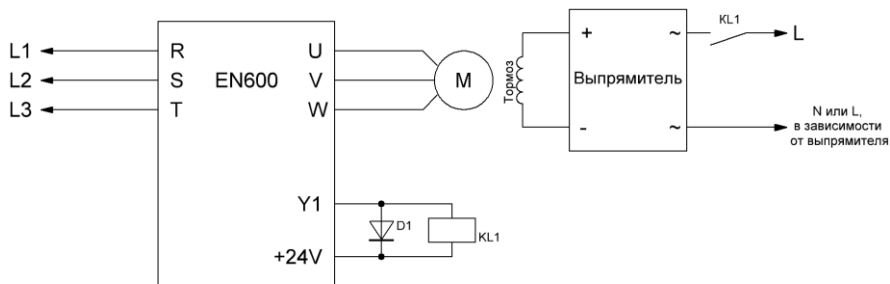 L1
R
U
L2
S
EN600
V
M
L3
T
W
Тормоз
+
~
KL1
L
Выпрямитель
-
~
N или L,
в зависимости
от выпрямителя
Y1
D1
KL1
+24V